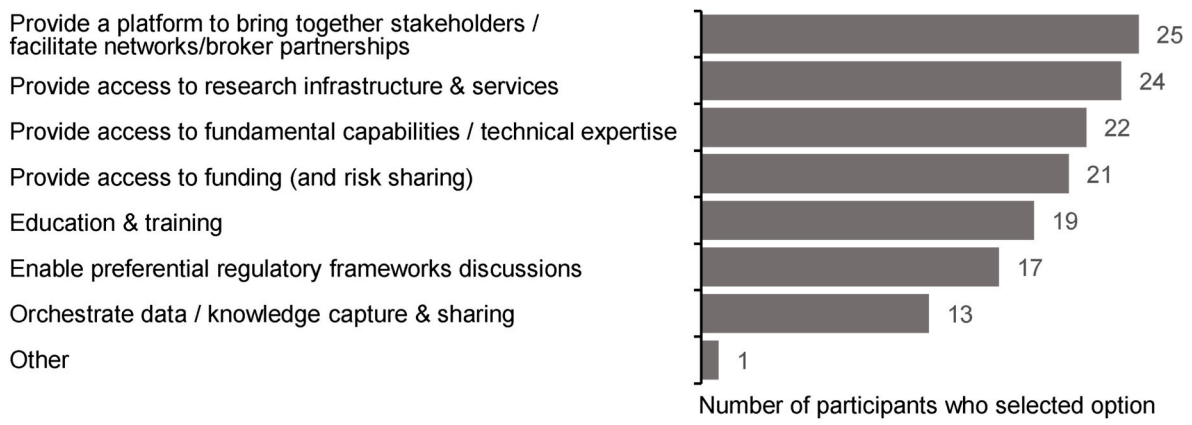 Provide a platform to bring together stakeholders /
facilitate networks/broker partnerships
25
Provide access to research infrastructure & services
24
Provide access to fundamental capabilities / technical expertise
22
Provide access to funding (and risk sharing)
21
Education & training
19
Enable preferential regulatory frameworks discussions
17
Orchestrate data / knowledge capture & sharing
13
Other
1
Number of participants who selected option